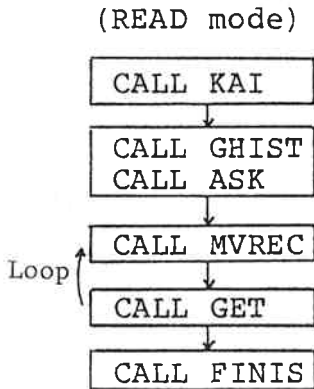 (READ mode)
CALL KAI
CALL GHIST
CALL ASK
CALL MVREC
Loop
CALL GET
CALL FINIS